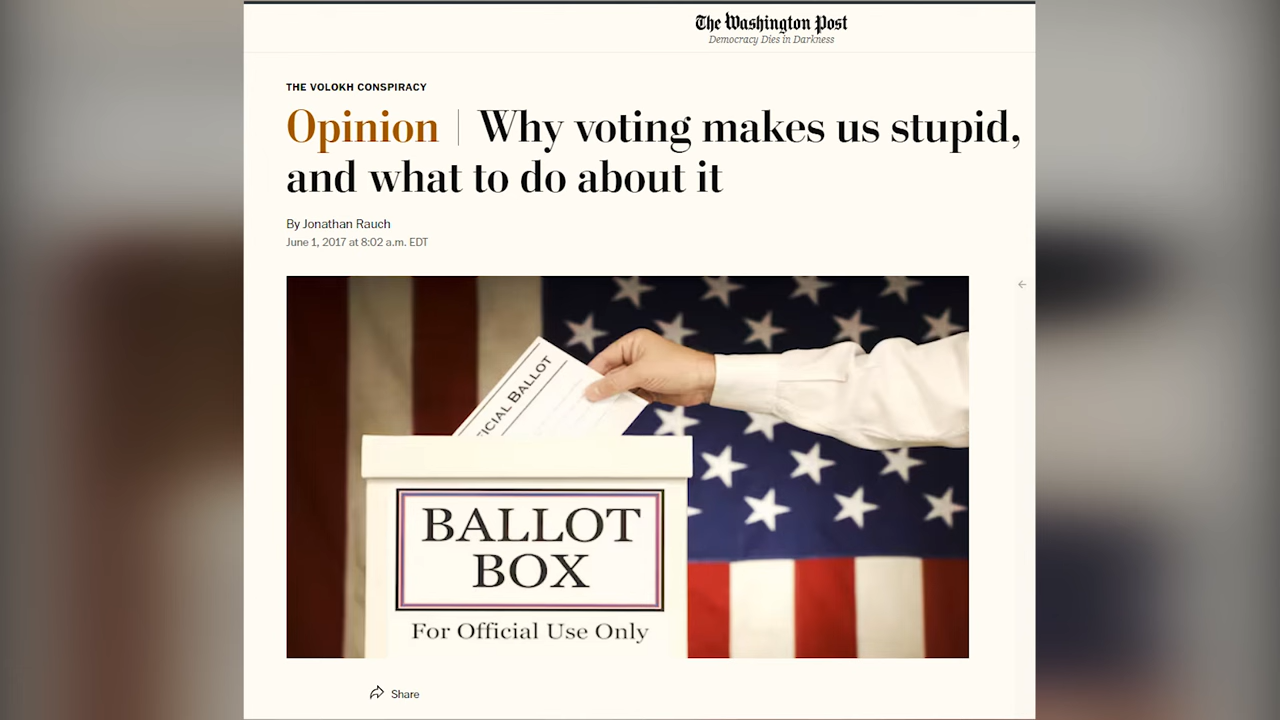 The Washington Post
Democracy Dies in Darkness
THE VOLOKH CONSPIRACY
Opinion | Why voting makes us stupid,
and what to do about it
By Jonathan Rauch
June 1, 2017 at 8:02 a.m. EDT
ICIAL BALLOT
BALLOT
BOX
For Official Use Only
Share